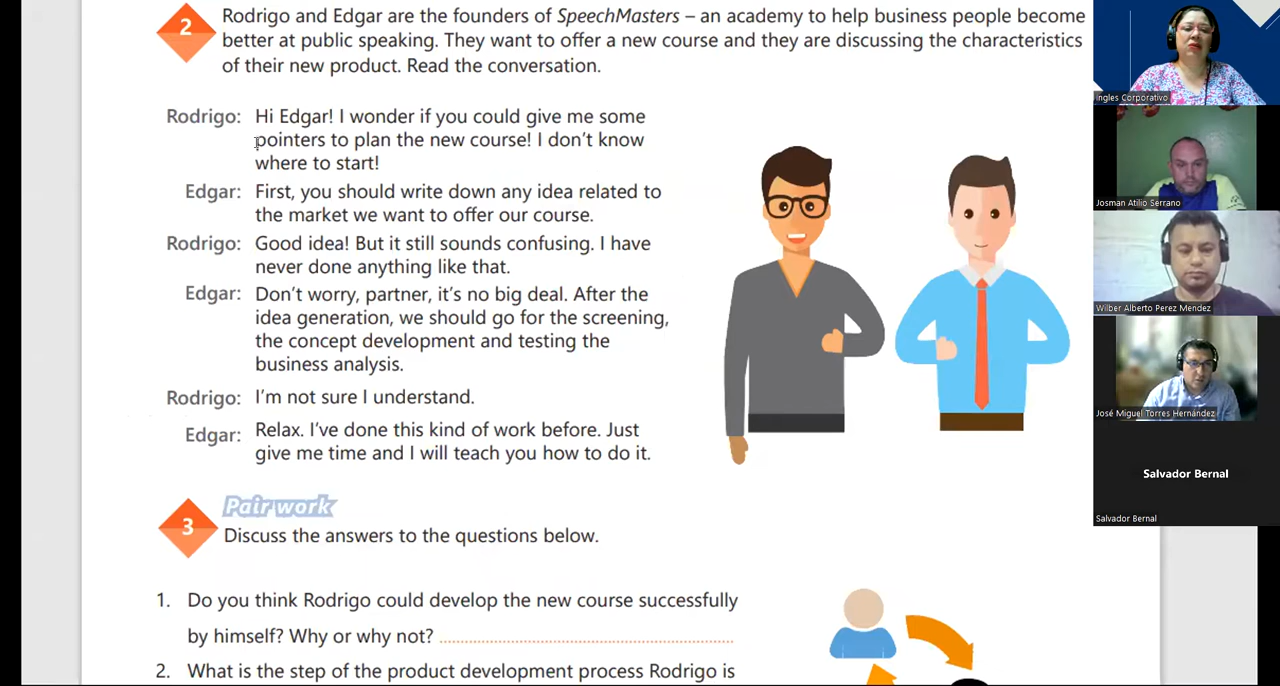 2
Rodrigo and Edgar are the founders of SpeechMasters – an academy to help business people become
better at public speaking. They want to offer a new course and they are discussing the characteristics
of their new product. Read the conversation.
Rodrigo: Hi Edgar! I wonder if you could give me some
pointers to plan the new course! I don't know
where to start!
Edgar: First, you should write down any idea related to
the market we want to offer our course.
Rodrigo: Good idea! But it still sounds confusing. I have
never done anything like that.
Edgar: Don't worry, partner, it's no big deal. After the
idea generation, we should go for the screening,
the concept development and testing the
business analysis.
Rodrigo: I'm not sure I understand.
Edgar: Relax. I've done this kind of work before. Just
give me time and I will teach you how to do it.
3
Pair work
Discuss the answers to the questions below.
1. Do you think Rodrigo could develop the new course successfully
by himself? Why or why not?
2. What is the step of the product development process Rodrigo is
Ingles Corporativo
Josman Atilio Serrano
Wilber Alberto Perez Mendez
José Miguel Torres Hernández
Salvador Bernal
Salvador Bernal